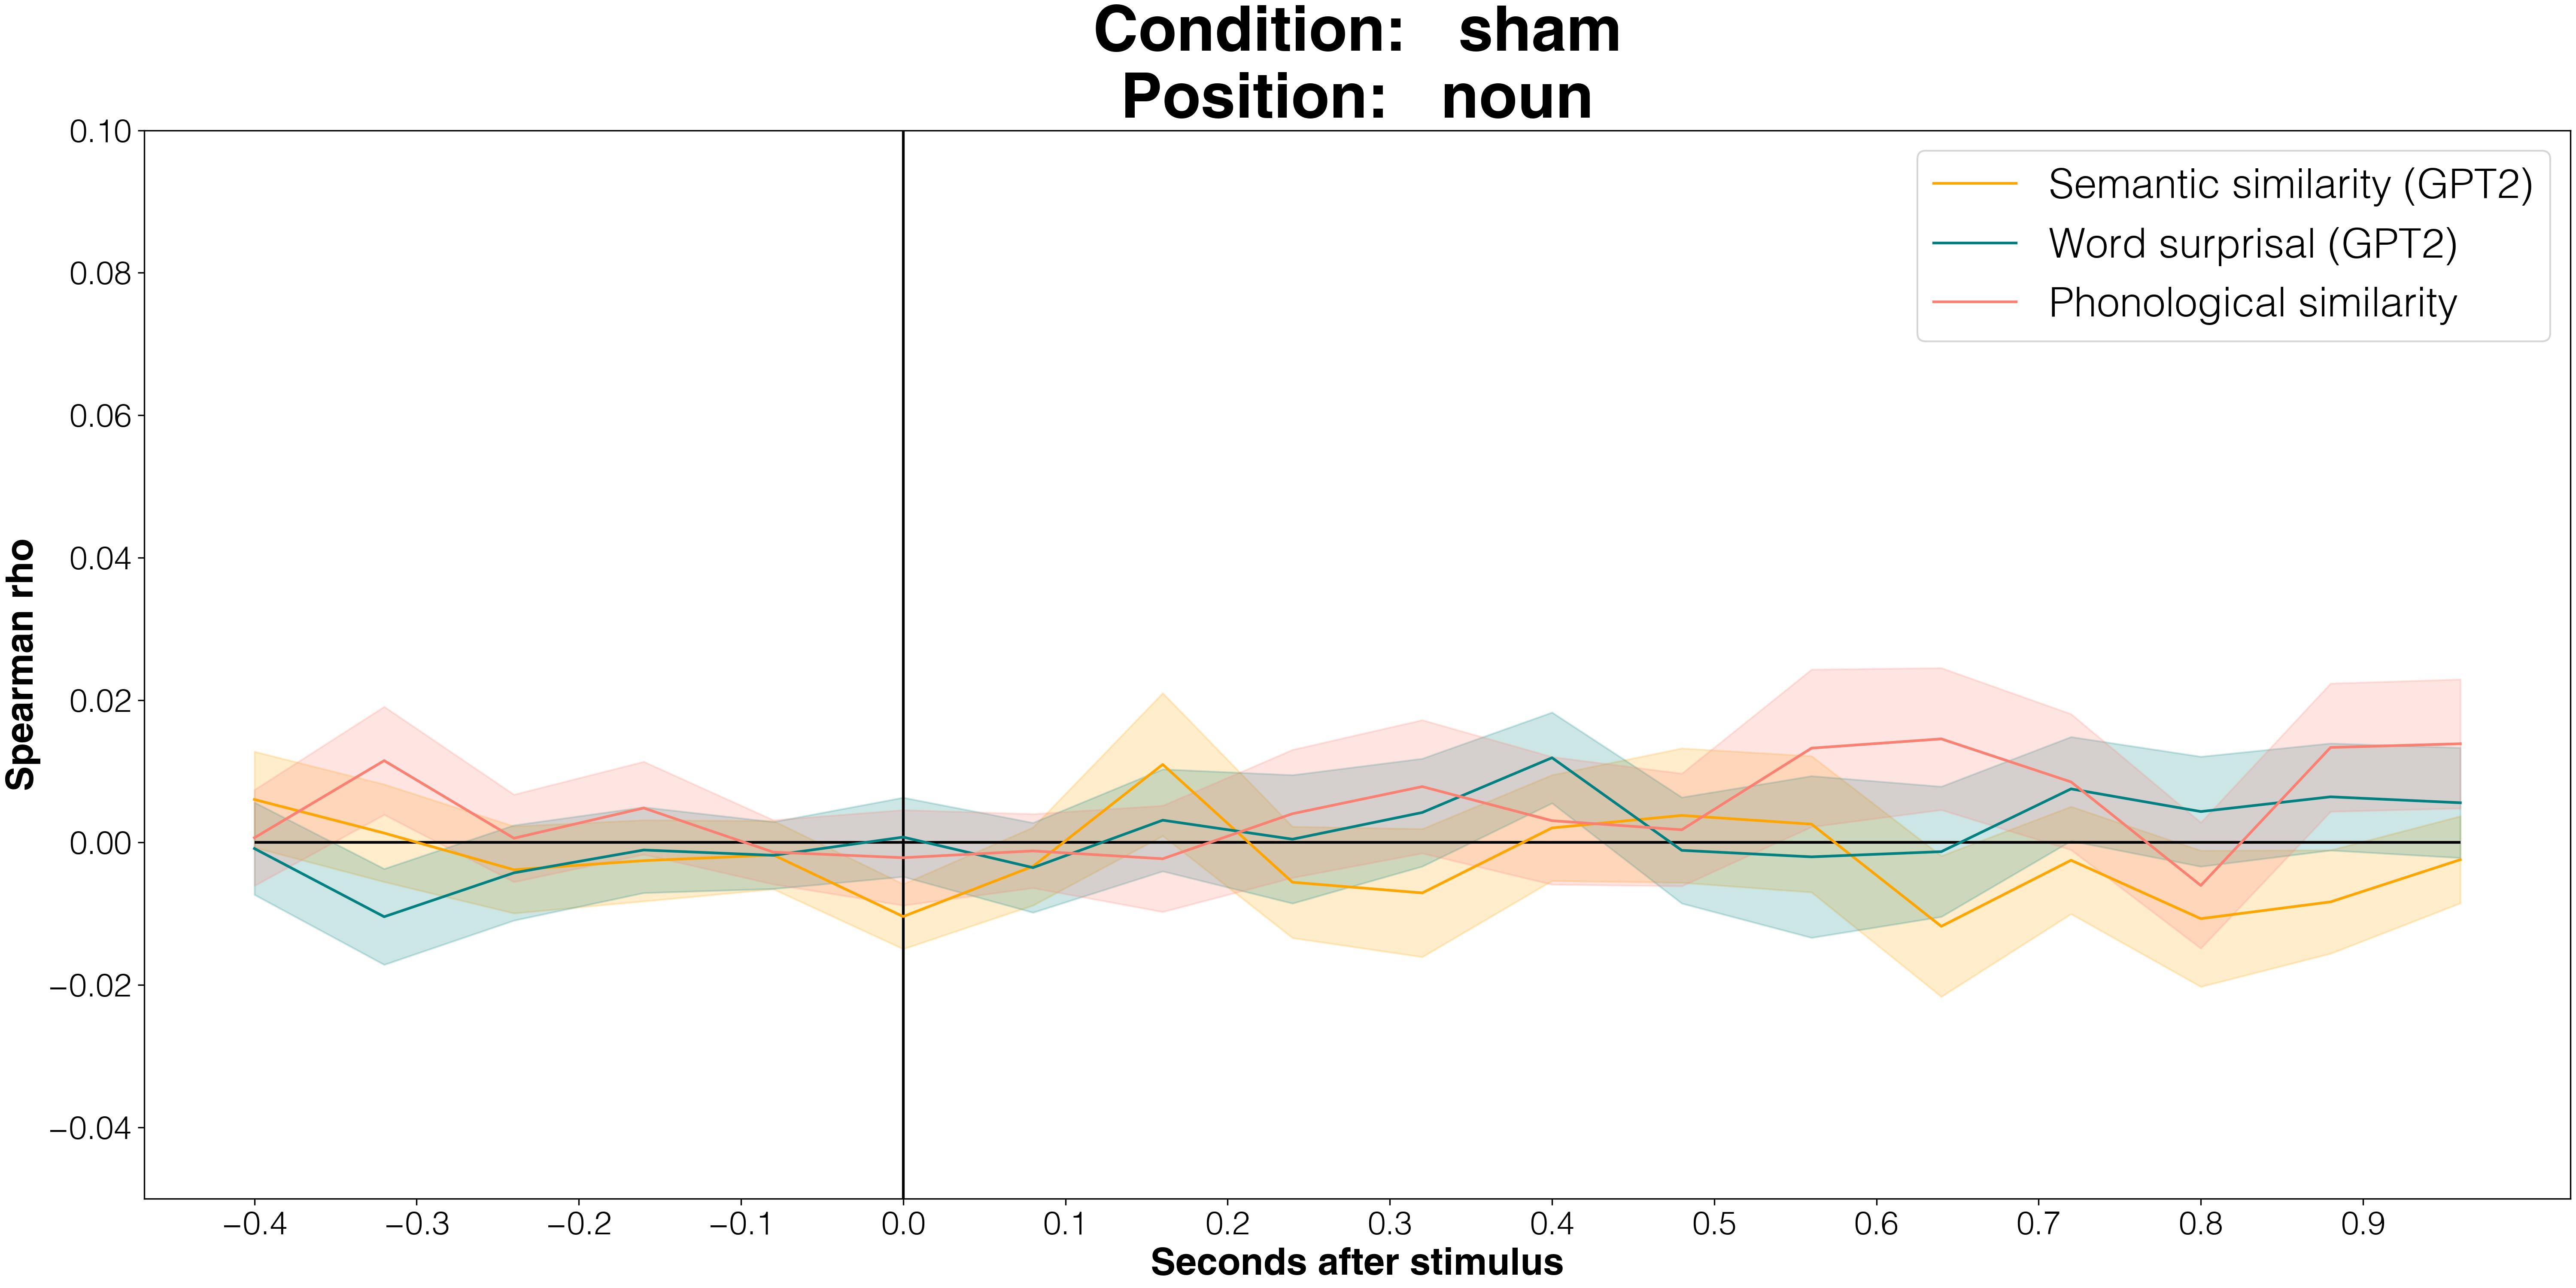 Condition:   sham
Position:   noun
Spearman rho
0.10
0.08
0.06
0.04
0.02
0.00
−0.02
−0.04
Semantic similarity (GPT2)
Word surprisal (GPT2)
Phonological similarity
−0.4 −0.3 −0.2 −0.1 0.0 0.1 0.2 0.3 0.4 0.5 0.6 0.7 0.8 0.9
Seconds after stimulus